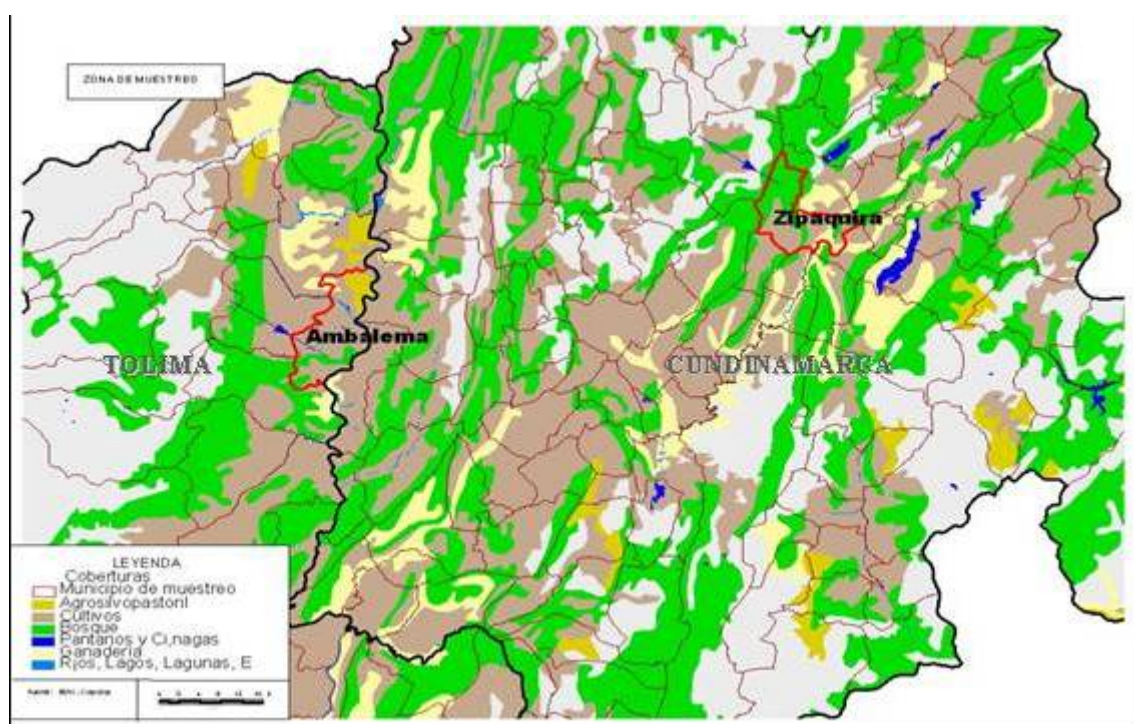 ZONA DE MUESTREO
Zipaquira
Ambalema
TOLIMA
CUNDINAMARCA
LEYENDA
Coberturas
Municipio de muestreo
Agrosilvopastoril
Cultivos
Bosque
Pantanos y Ci,nagas
Ganadería
Rjos, Lagos, Lagunas, E